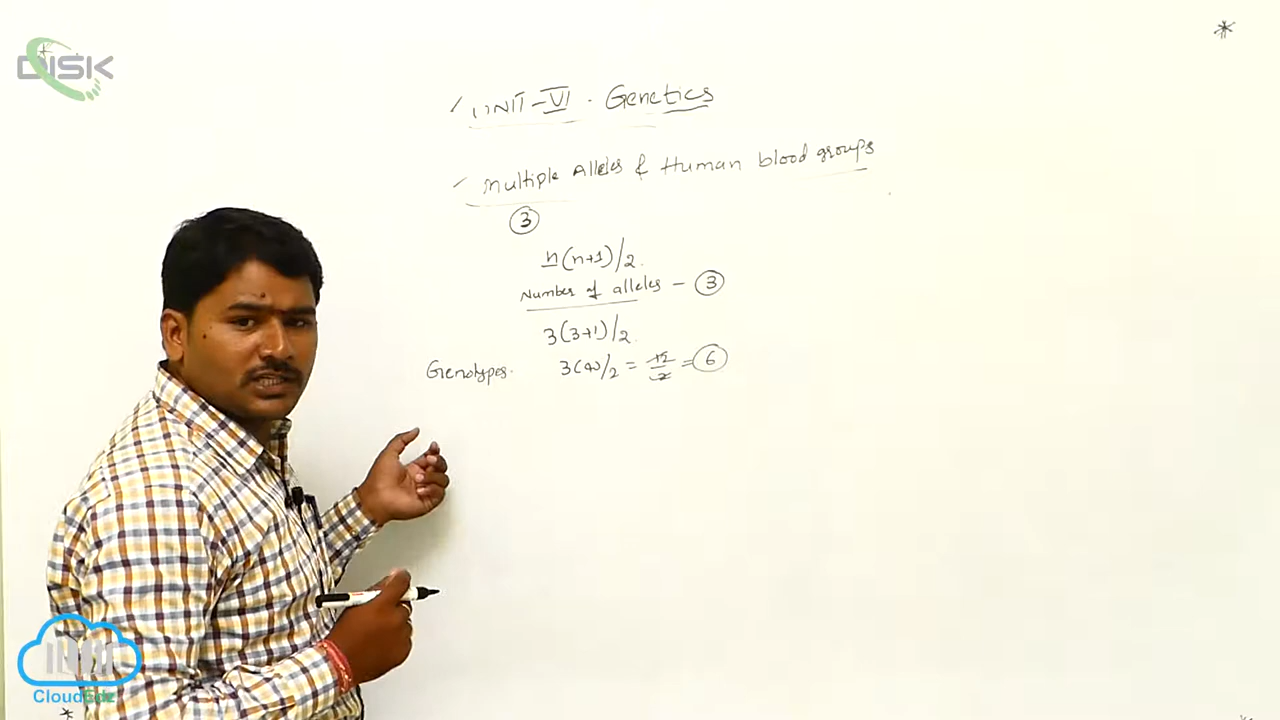 DISK
UNIT-VI. Genetics
Multiple Alleles & Human blood groups
3
n(n+1)/2.
Number of alleles - 3
3(3+1)/2.
Genotypes. 3(4)/2 = 12/2 = 6
CloudEdz